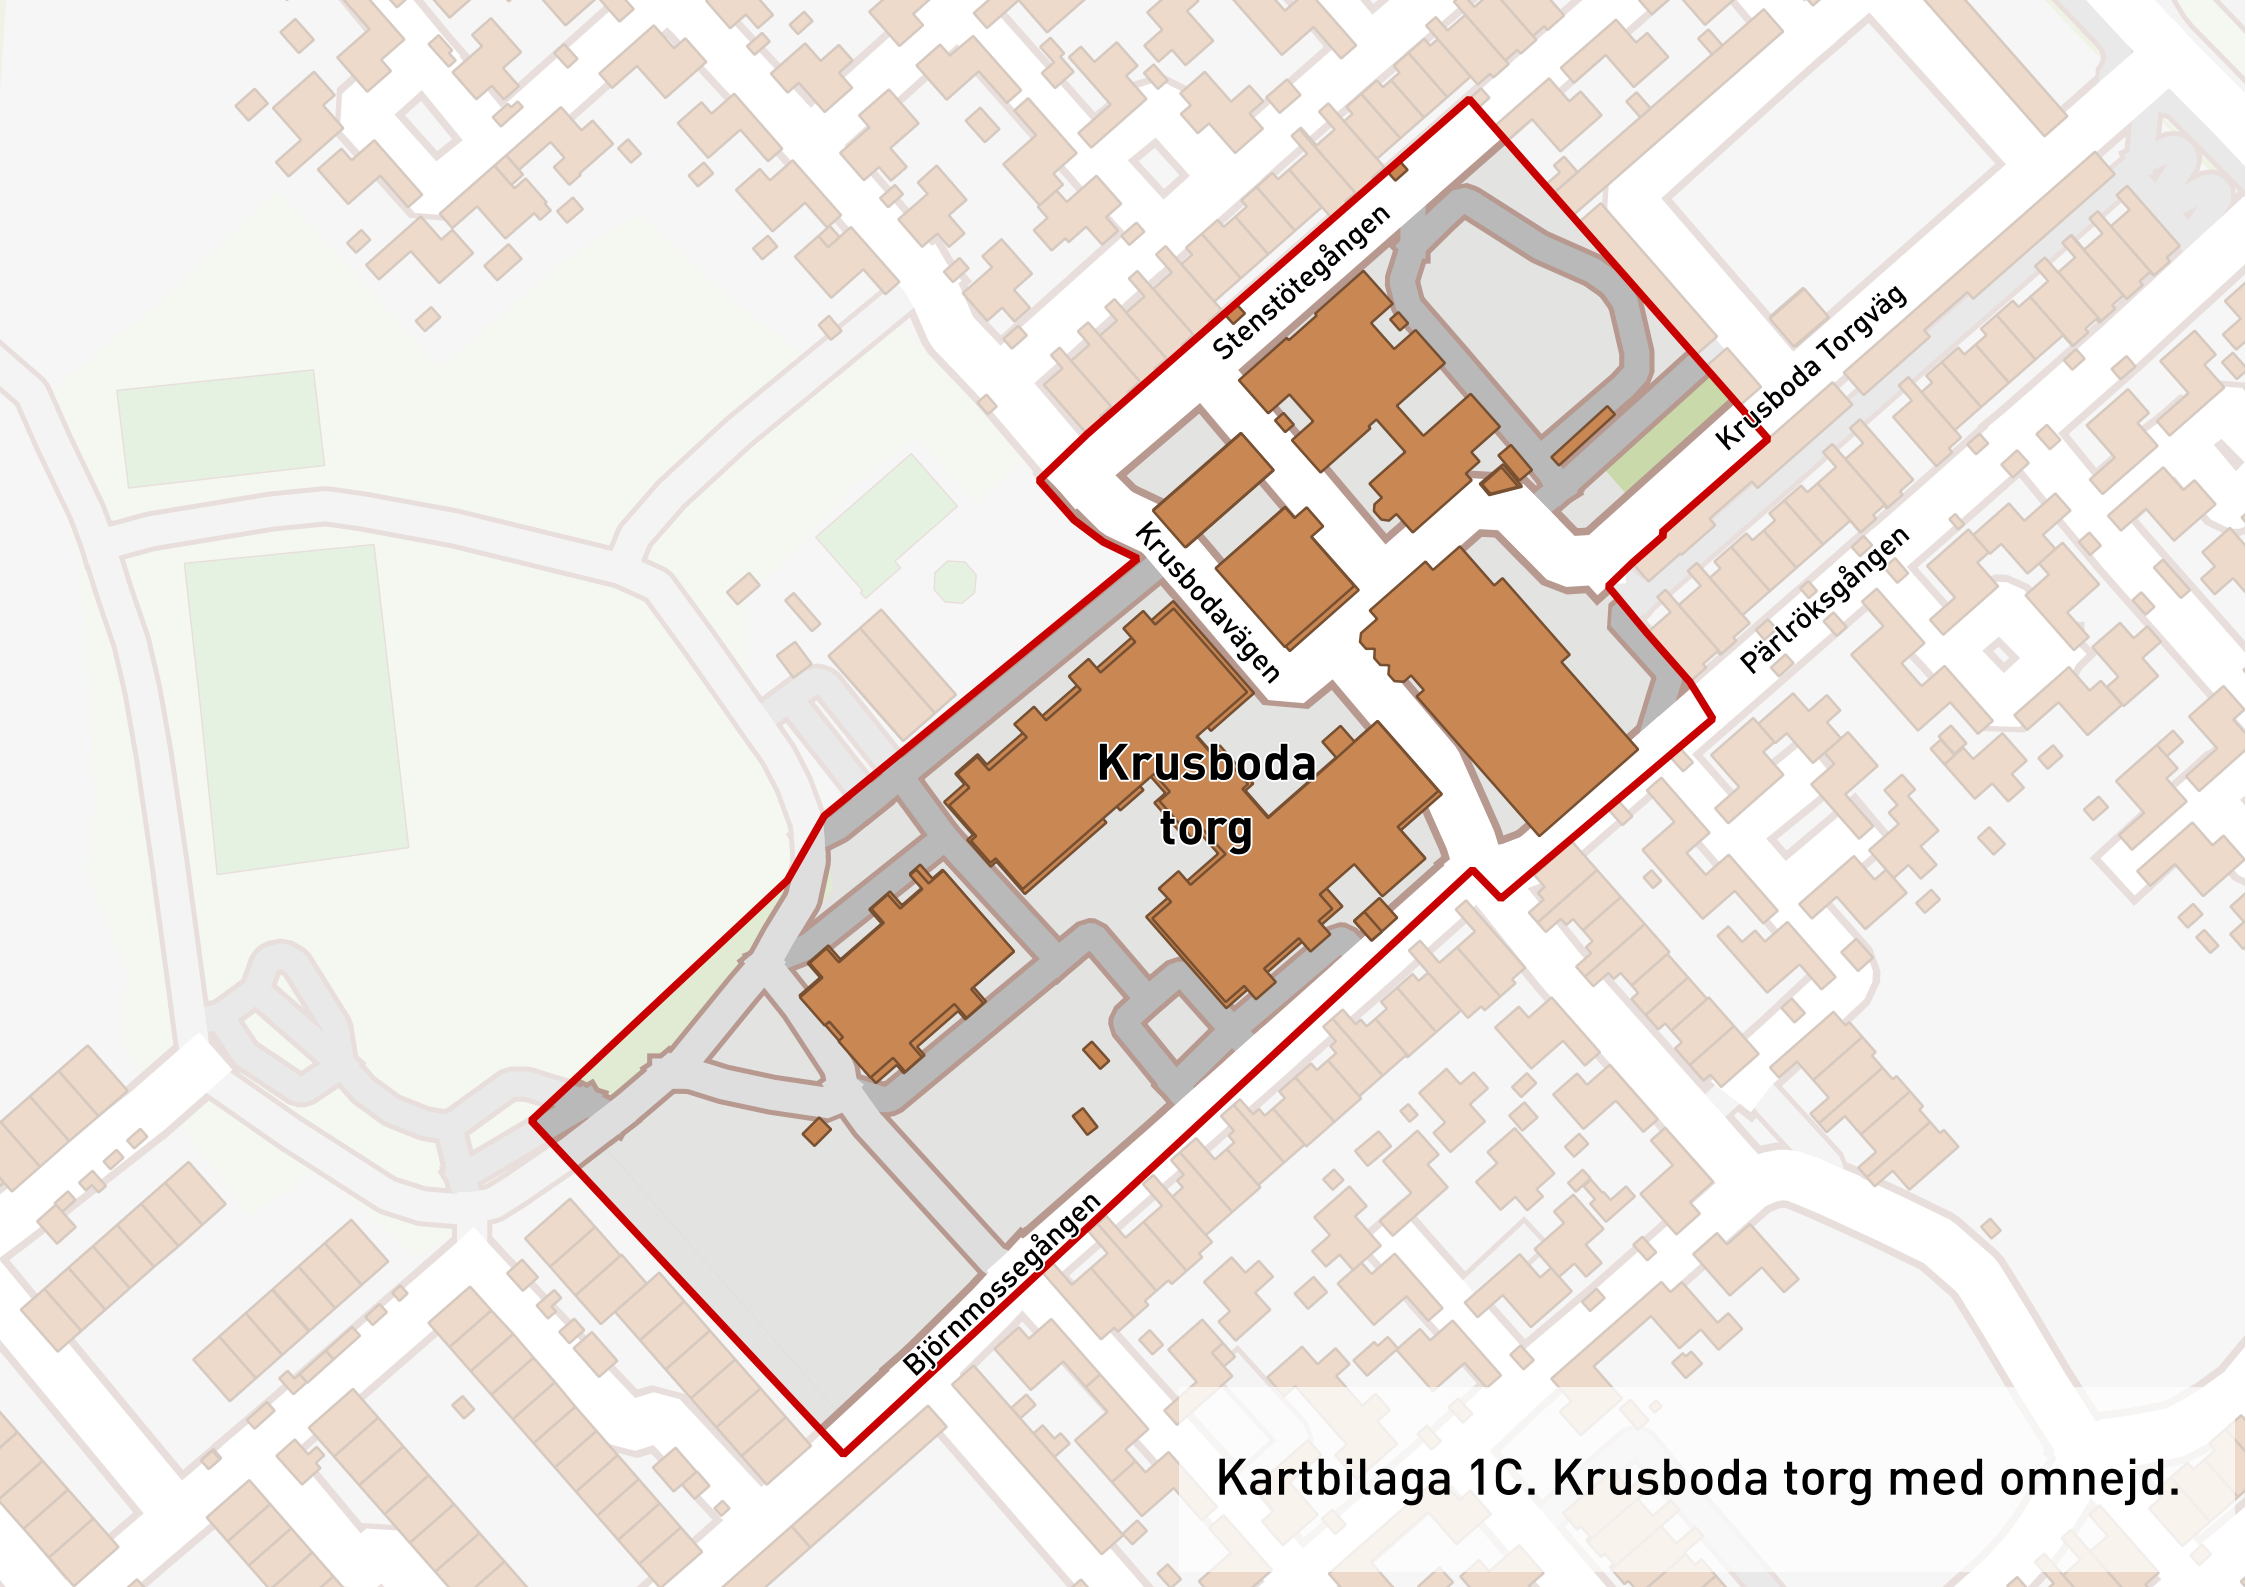 Stenstötegången
Krusboda Torgväg
Krusbodavägen
Pärlröksgången
Krusboda
torg
Björnmossegången
Kartbilaga 1C. Krusboda torg med omnejd.